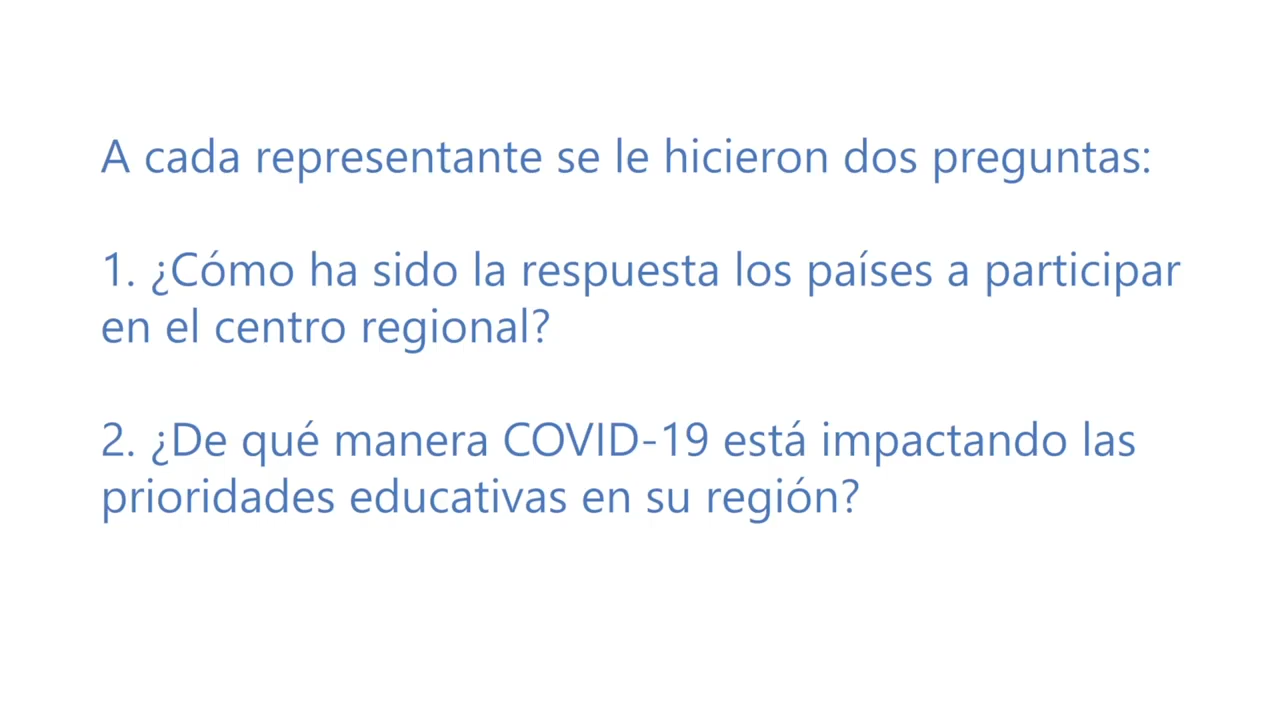 A cada representante se le hicieron dos preguntas:
1. ¿Cómo ha sido la respuesta los países a participar
en el centro regional?
2. ¿De qué manera COVID-19 está impactando las
prioridades educativas en su región?